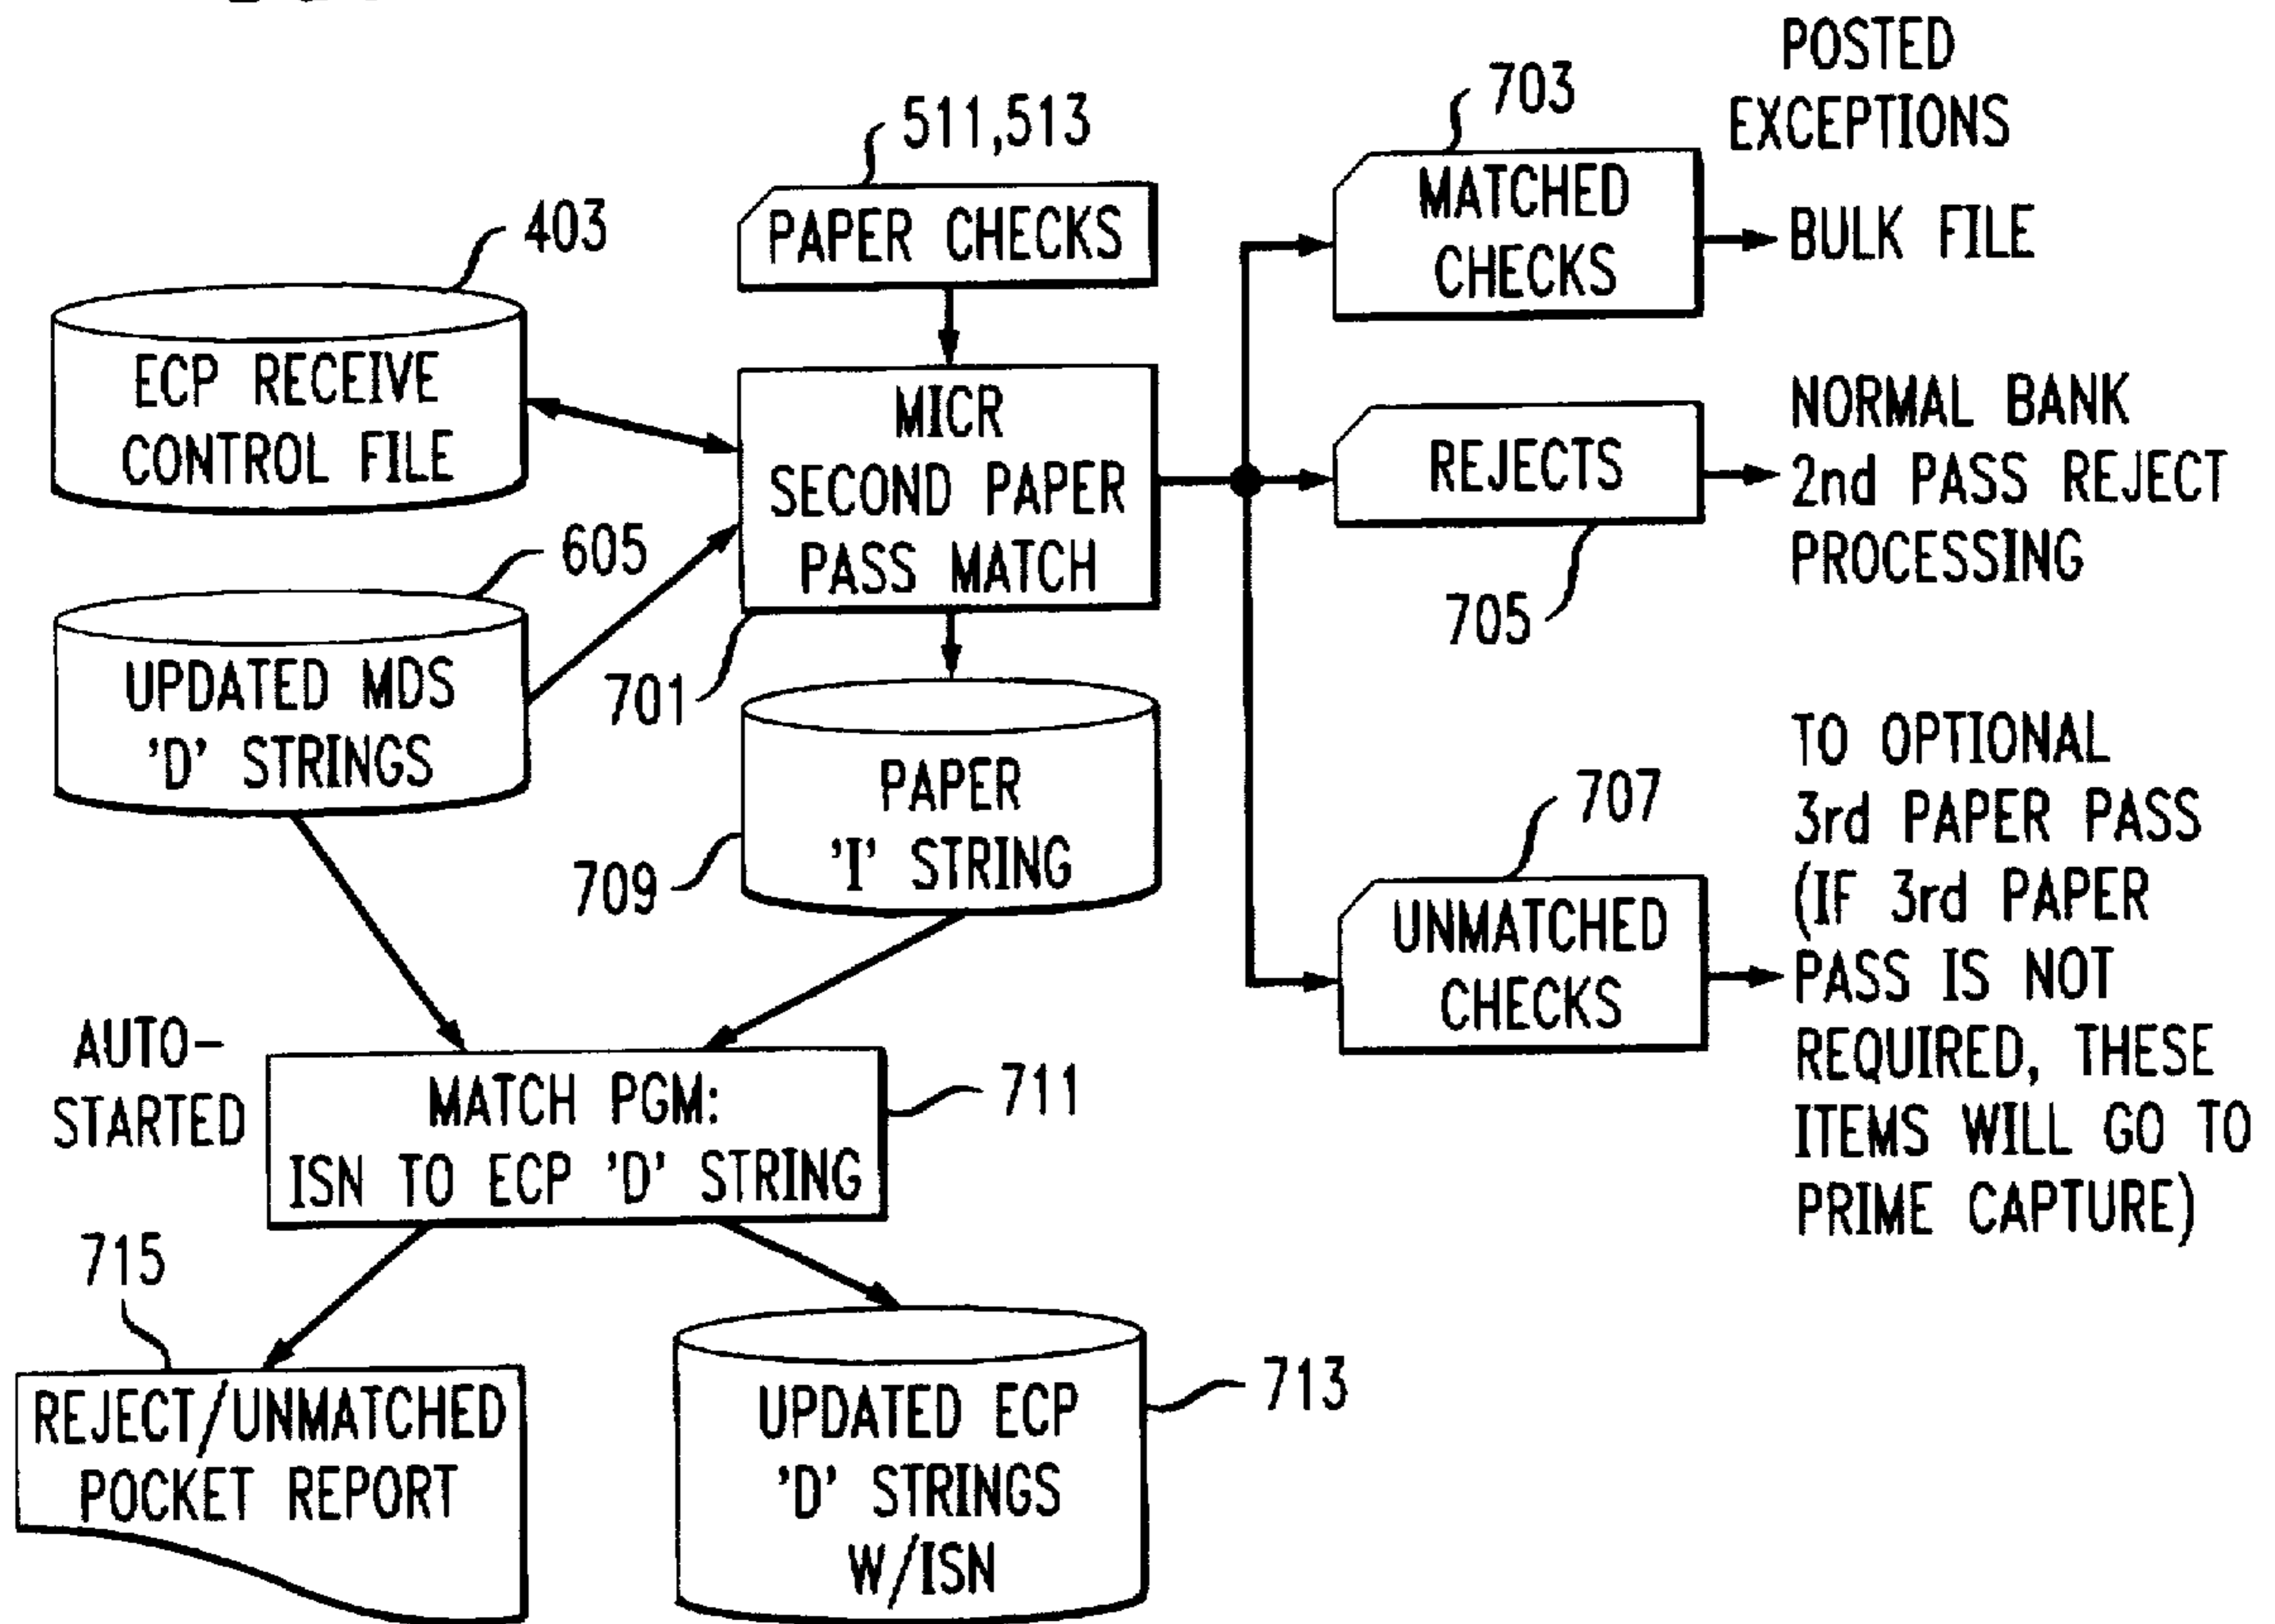 POSTED
EXCEPTIONS
703
511,513
MATCHED
CHECKS
BULK FILE
PAPER CHECKS
403
ECP RECEIVE
CONTROL FILE
MICR
SECOND PAPER
PASS MATCH
REJECTS
NORMAL BANK
2nd PASS REJECT
PROCESSING
605
705
701
UPDATED MDS
'D' STRINGS
PAPER
'I' STRING
709
707
UNMATCHED
CHECKS
TO OPTIONAL
3rd PAPER PASS
(IF 3rd PAPER
PASS IS NOT
REQUIRED, THESE
ITEMS WILL GO TO
PRIME CAPTURE)
AUTO-
STARTED
MATCH PGM:
ISN TO ECP 'D' STRING
711
715
REJECT/UNMATCHED
POCKET REPORT
UPDATED ECP
'D' STRINGS
W/ISN
713